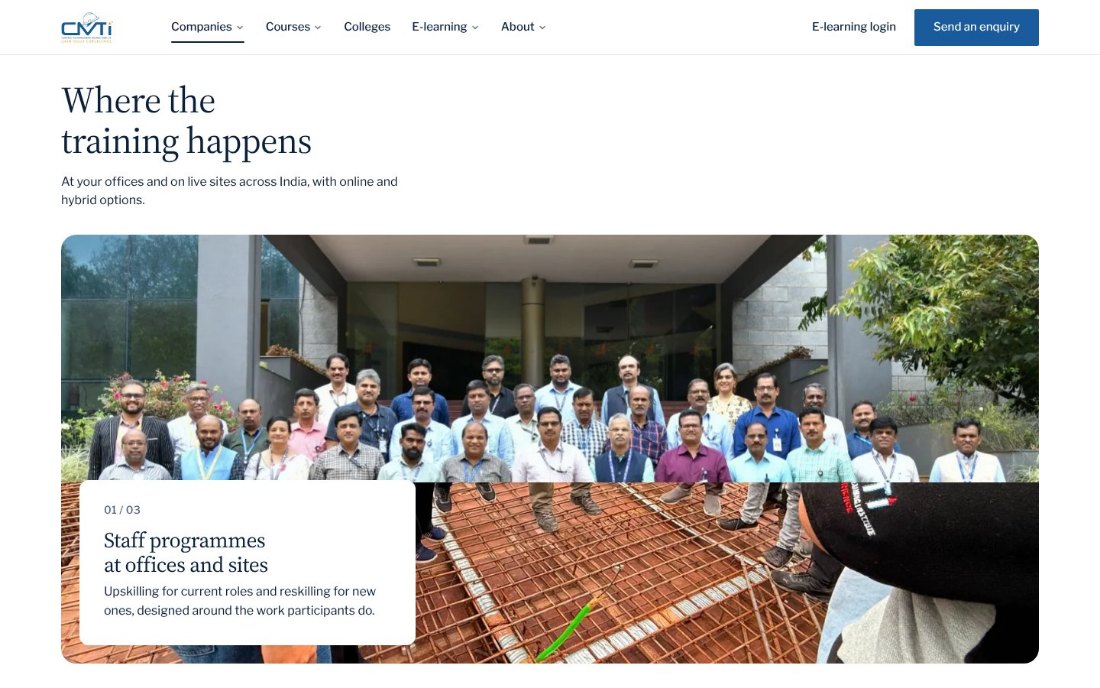 CMTi
Companies
Courses
Colleges
E-learning
About
E-learning login
Send an enquiry
Where the
training happens
At your offices and on live sites across India, with online and
hybrid options.
01 / 03
Staff programmes
at offices and sites
Upskilling for current roles and reskilling for new
ones, designed around the work participants do.